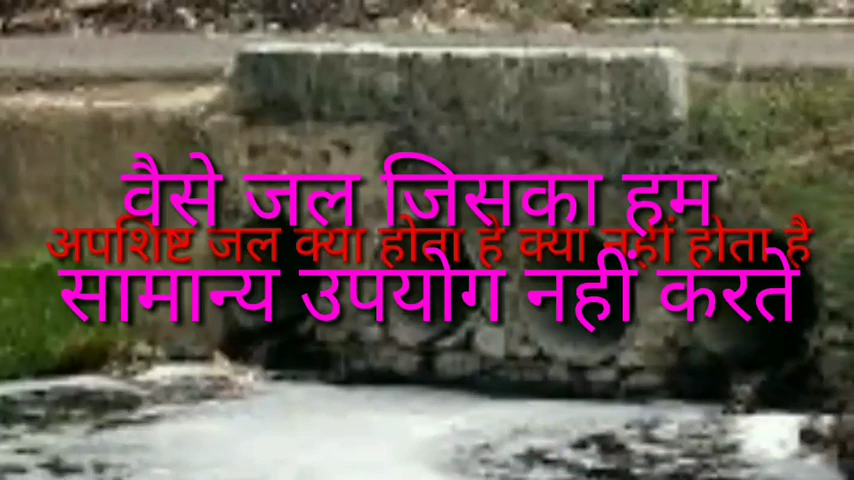 वैसे जल जिसका हम
अपशिष्ट जल क्या होता है क्या नहीं होता है
सामान्य उपयोग नहीं करते